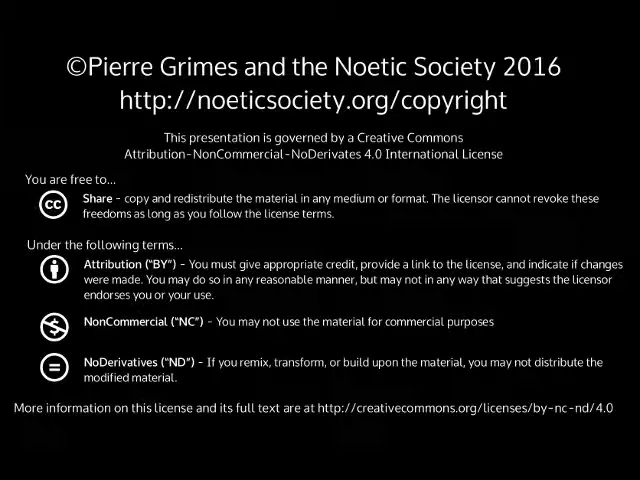 ©Pierre Grimes and the Noetic Society 2016
http://noeticsociety.org/copyright
This presentation is governed by a Creative Commons
Attribution-NonCommercial-NoDerivates 4.0 International License
You are free to...
Share - copy and redistribute the material in any medium or format. The licensor cannot revoke these
freedoms as long as you follow the license terms.
Under the following terms...
Attribution ("BY") - You must give appropriate credit, provide a link to the license, and indicate if changes
were made. You may do so in any reasonable manner, but may not in any way that suggests the licensor
endorses you or your use.
NonCommercial ("NC") - You may not use the material for commercial purposes
NoDerivatives ("ND") - If you remix, transform, or build upon the material, you may not distribute the
modified material.
More information on this license and its full text are at http://creativecommons.org/licenses/by-nc-nd/4.0